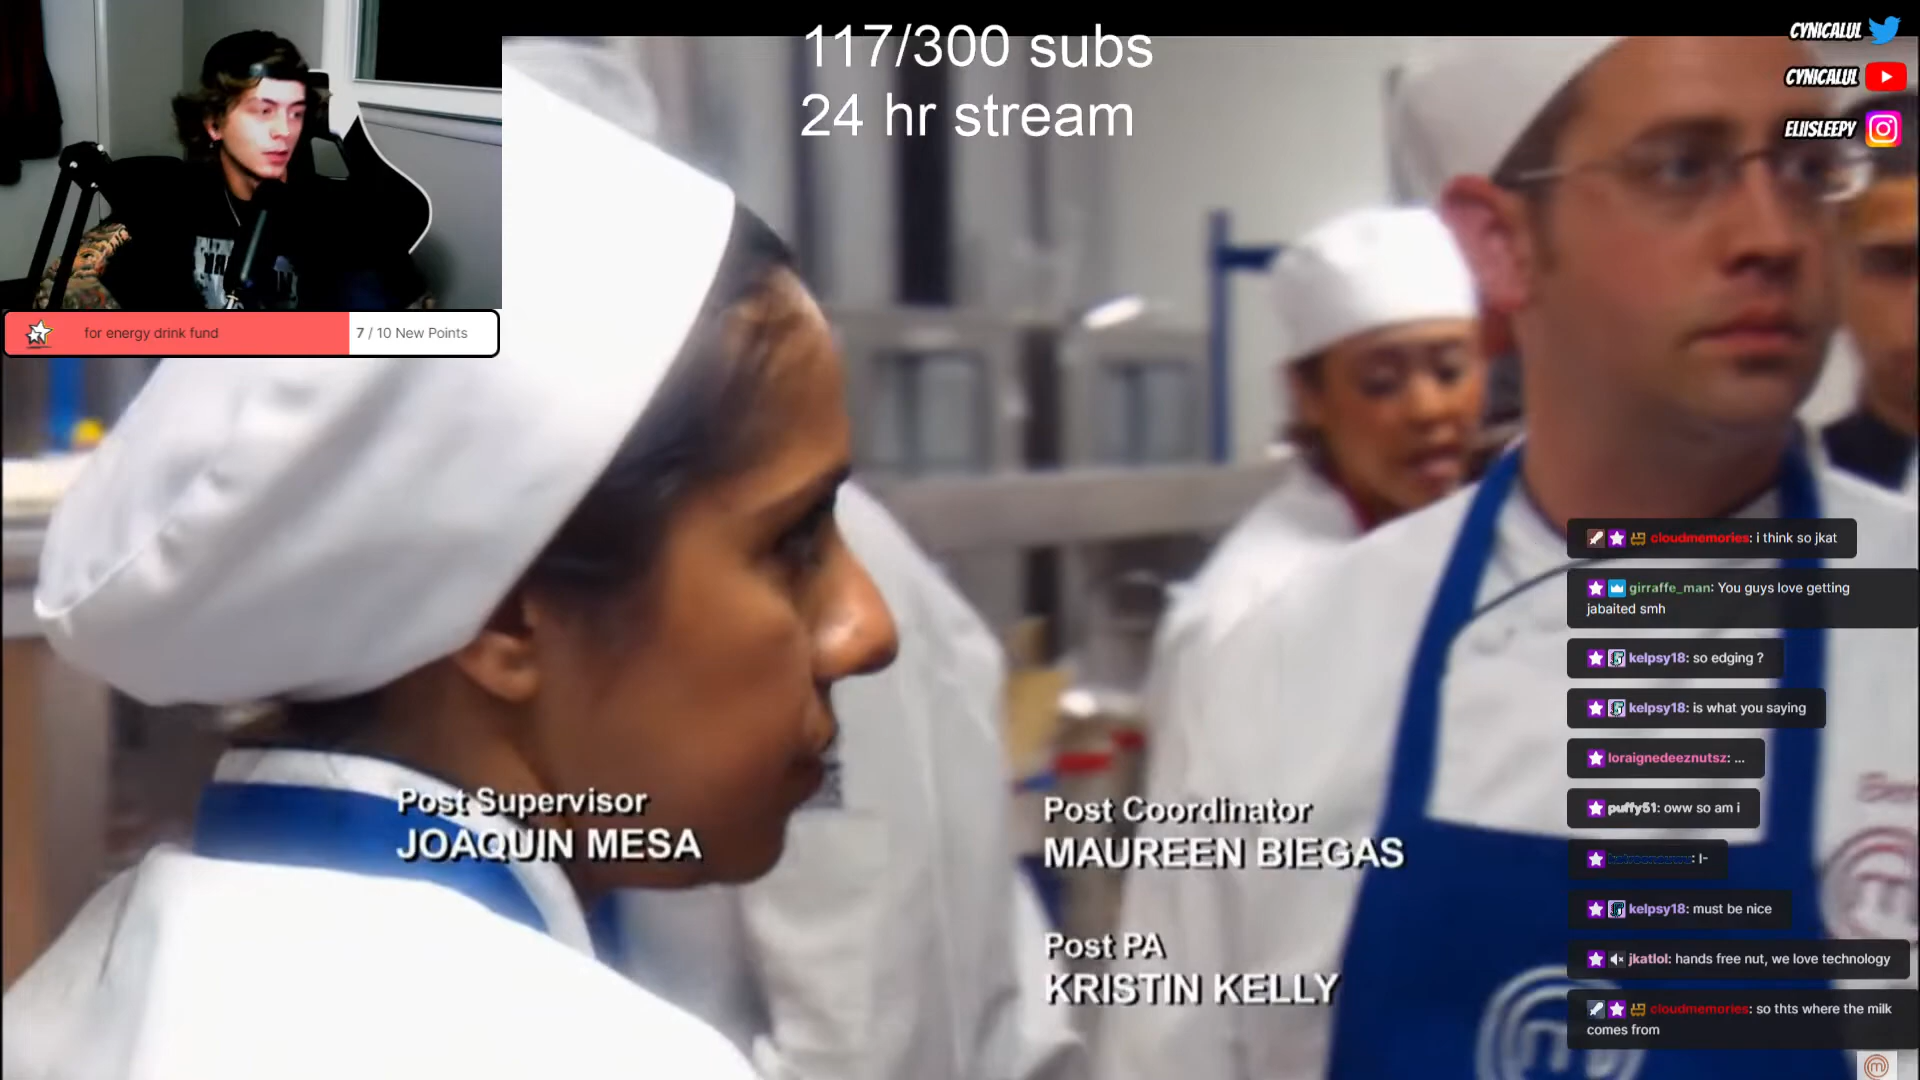 117/300 subs
24 hr stream
CYNICALUL
CYNICALUL
ELIISLEEPY
for energy drink fund
7 / 10 New Points
cloudmemories: i think so jkat
girraffe_man: You guys love getting
jabaited smh
kelpsy18: so edging ?
kelpsy18: is what you saying
loraignedeeznutsz: ...
puffy51: oww so am i
: I-
kelpsy18: must be nice
jkatlol: hands free nut, we love technology
cloudmemories: so thts where the milk
comes from
Post Supervisor
JOAQUIN MESA
Post Coordinator
MAUREEN BIEGAS
Post PA
KRISTIN KELLY